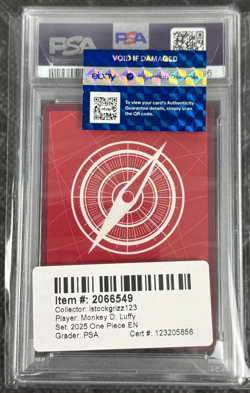 PSA
PSA
VOID IF DAMAGED
ebay
To view your card's Authenticity
Guarantee details, simply scan
the QR code.
Item #: 2066549
Collector: istockgrizz123
Player: Monkey D. Luffy
Set: 2025 One Piece EN
Grader: PSA Cert #: 123205856